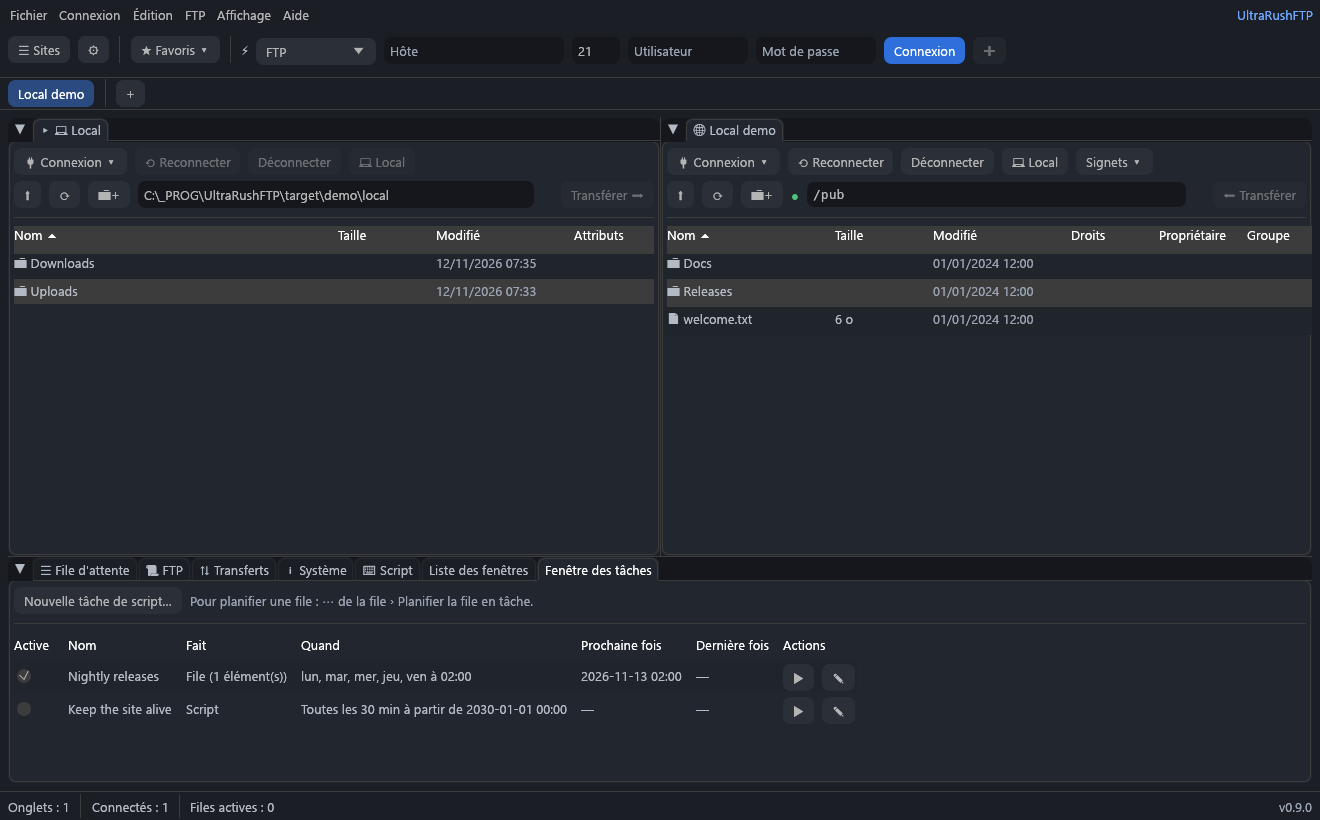 Fichier Connexion Édition FTP Affichage Aide UltraRushFTP
Sites Favoris FTP Hôte 21 Utilisateur Mot de passe Connexion +
Local demo +
Local
Connexion Reconnecter Déconnecter Local
C:\_PROG\UltraRushFTP\target\demo\local Transférer
Nom Taille Modifié Attributs
Downloads 12/11/2026 07:35
Uploads 12/11/2026 07:33
Local demo
Connexion Reconnecter Déconnecter Local Signets
/pub Transférer
Nom Taille Modifié Droits Propriétaire Groupe
Docs 01/01/2024 12:00
Releases 01/01/2024 12:00
welcome.txt 6 o 01/01/2024 12:00
File d'attente FTP Transferts Système Script Liste des fenêtres Fenêtre des tâches
Nouvelle tâche de script... Pour planifier une file : ··· de la file › Planifier la file en tâche.
Active Nom Fait Quand Prochaine fois Dernière fois Actions
Nightly releases File (1 élément(s)) lun, mar, mer, jeu, ven à 02:00 2026-11-13 02:00 —
Keep the site alive Script Toutes les 30 min à partir de 2030-01-01 00:00 — —
Onglets : 1 Connectés : 1 Files actives : 0 v0.9.0